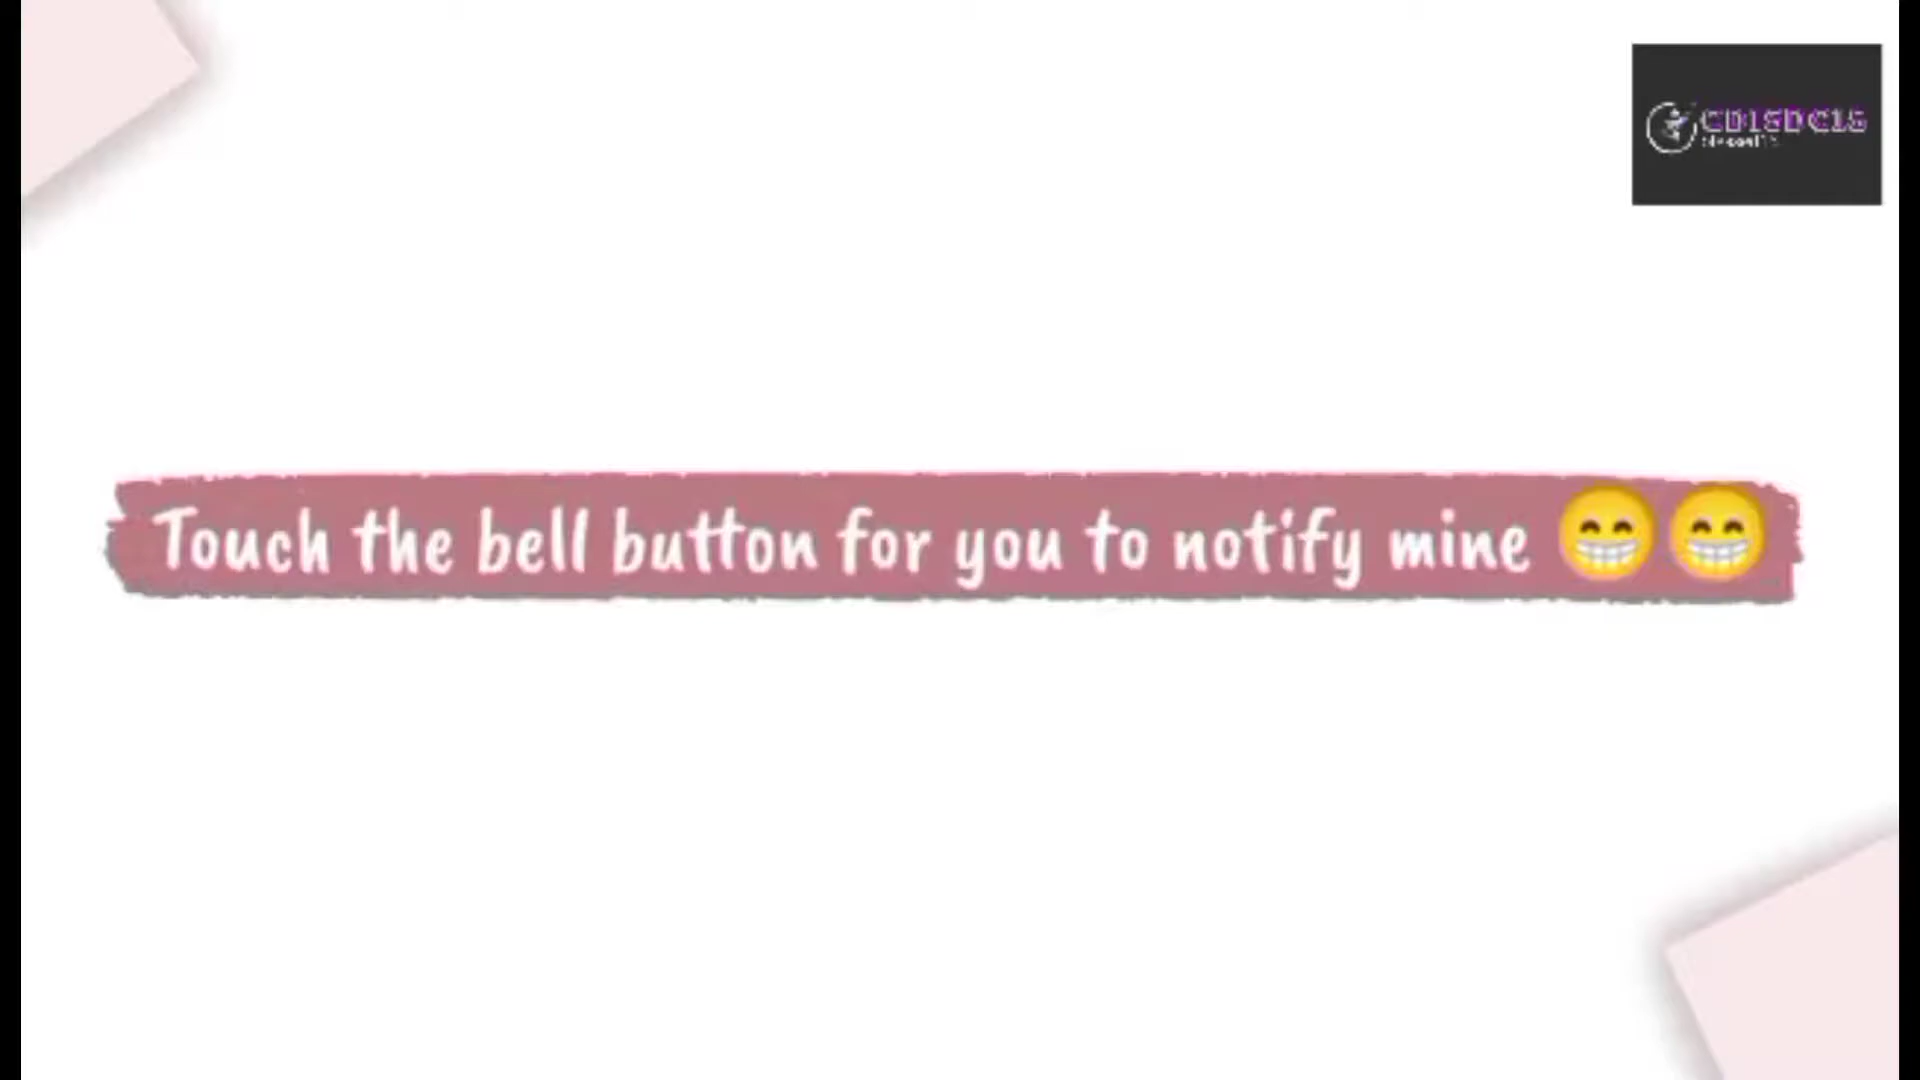 Touch the bell button for you to notify mine 😁😁